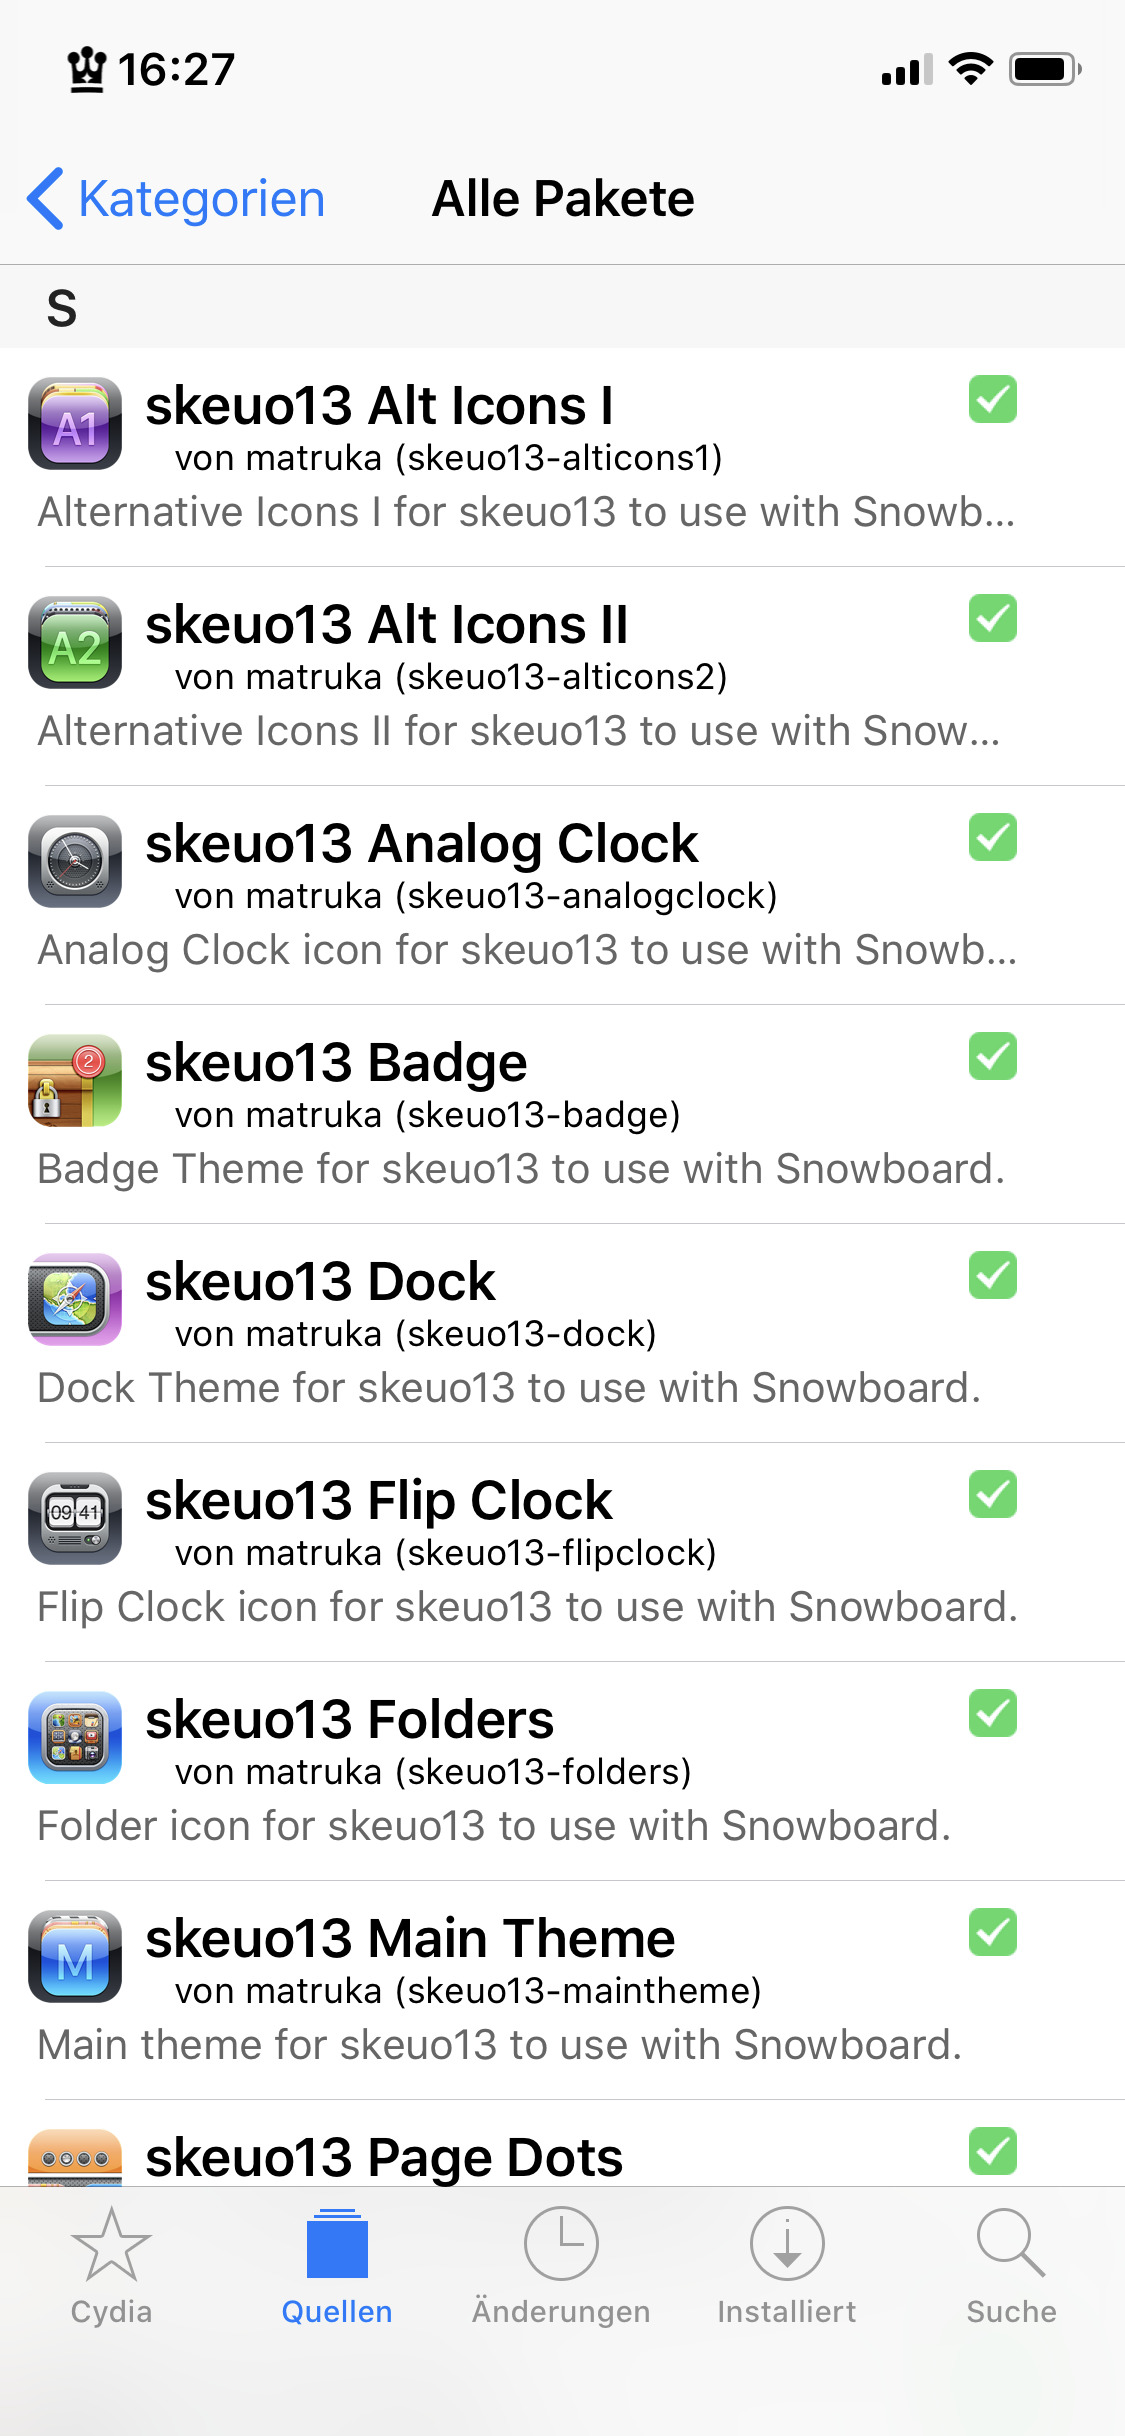 16:27
Kategorien
Alle Pakete
S
A1
skeuo13 Alt Icons I
von matruka (skeuo13-alticons1)
Alternative Icons I for skeuo13 to use with Snowb...
A2
skeuo13 Alt Icons II
von matruka (skeuo13-alticons2)
Alternative Icons II for skeuo13 to use with Snow...
skeuo13 Analog Clock
von matruka (skeuo13-analogclock)
Analog Clock icon for skeuo13 to use with Snowb...
2
skeuo13 Badge
von matruka (skeuo13-badge)
Badge Theme for skeuo13 to use with Snowboard.
skeuo13 Dock
von matruka (skeuo13-dock)
Dock Theme for skeuo13 to use with Snowboard.
09:41
skeuo13 Flip Clock
von matruka (skeuo13-flipclock)
Flip Clock icon for skeuo13 to use with Snowboard.
skeuo13 Folders
von matruka (skeuo13-folders)
Folder icon for skeuo13 to use with Snowboard.
M
skeuo13 Main Theme
von matruka (skeuo13-maintheme)
Main theme for skeuo13 to use with Snowboard.
skeuo13 Page Dots
Cydia
Quellen
Änderungen
Installiert
Suche